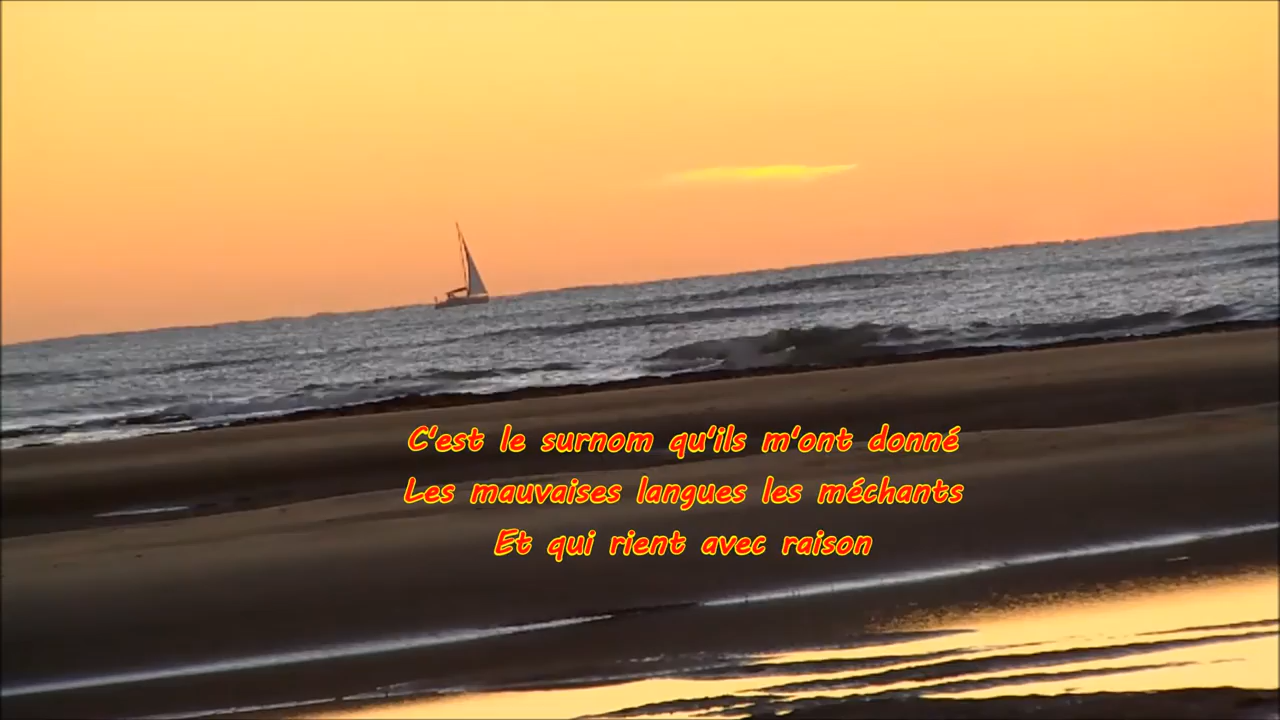 C'est le surnom qu'ils m'ont donné
Les mauvaises langues les méchants
Et qui rient avec raison